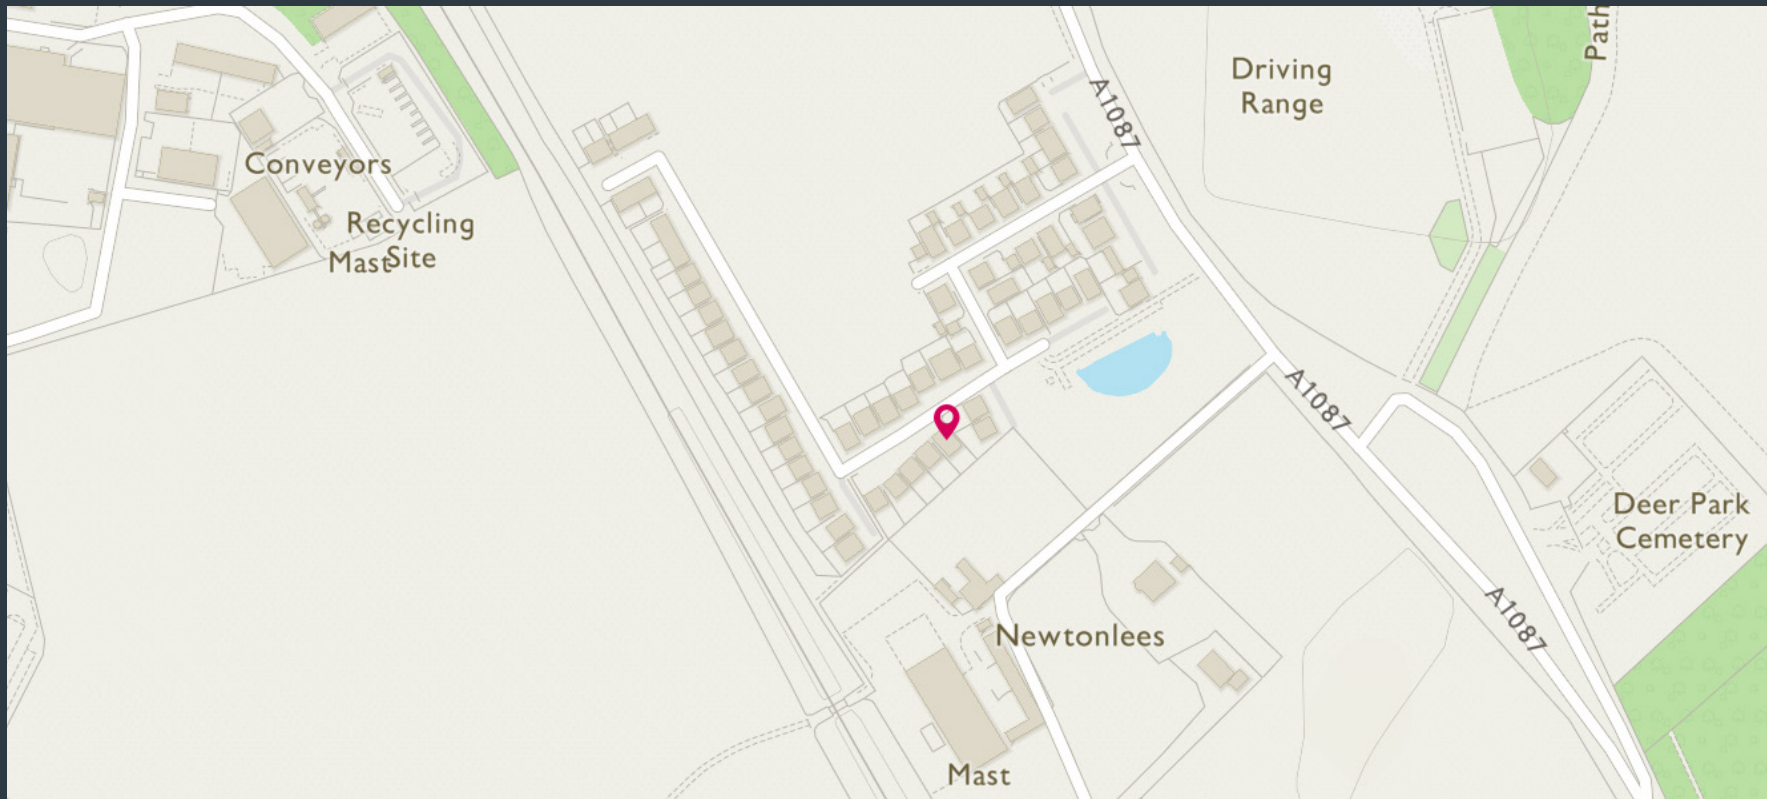 Path
Driving
Range
A1087
Conveyors
Recycling
Site
Mast
A1087
Deer Park
Cemetery
A1087
Newtonlees
Mast